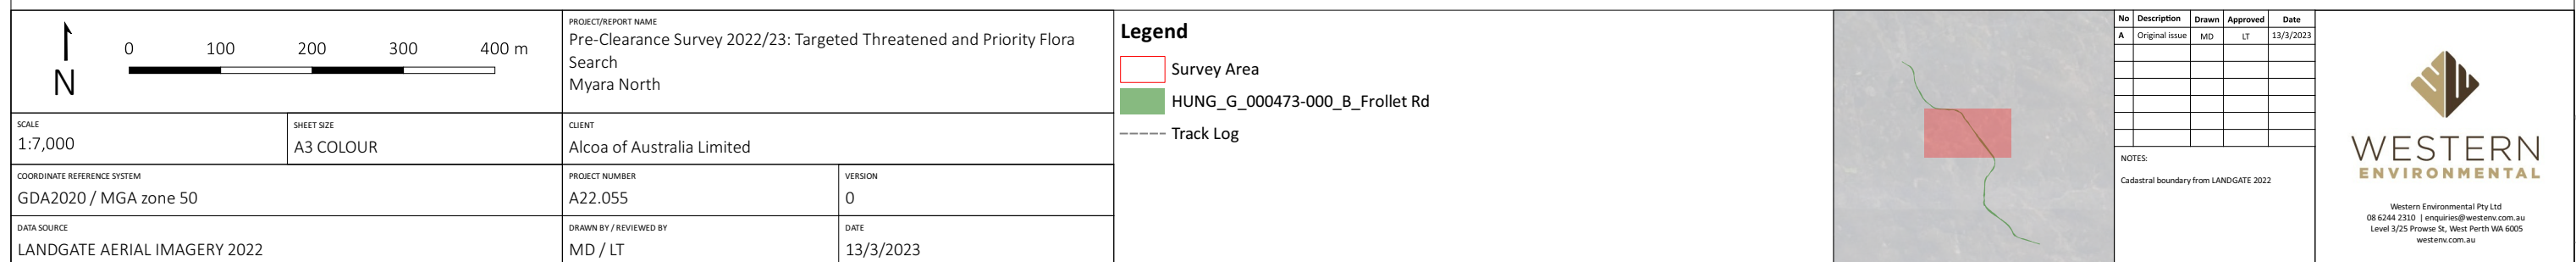 N
0 100 200 300 400 m
SCALE
1:7,000
SHEET SIZE
A3 COLOUR
COORDINATE REFERENCE SYSTEM
GDA2020 / MGA zone 50
DATA SOURCE
LANDGATE AERIAL IMAGERY 2022
PROJECT/REPORT NAME
Pre-Clearance Survey 2022/23: Targeted Threatened and Priority Flora
Search
Myara North
CLIENT
Alcoa of Australia Limited
PROJECT NUMBER
A22.055
VERSION
0
DRAWN BY / REVIEWED BY
MD / LT
DATE
13/3/2023
Legend
Survey Area
HUNG_G_000473-000_B_Frollet Rd
Track Log
No Description Drawn Approved Date
A Original issue MD LT 13/3/2023
NOTES:
Cadastral boundary from LANDGATE 2022
WESTERN
ENVIRONMENTAL
Western Environmental Pty Ltd
08 6244 2310 | enquiries@westenv.com.au
Level 3/25 Prowse St, West Perth WA 6005
westenv.com.au